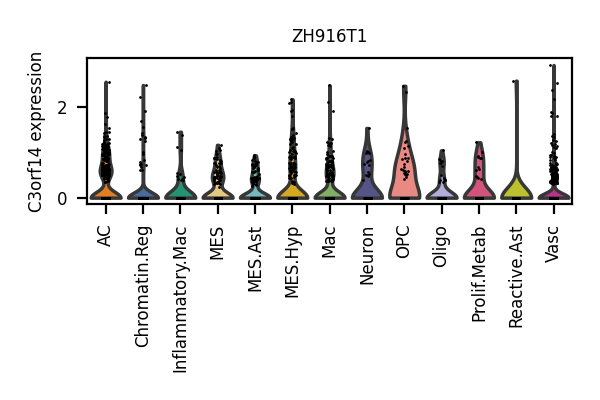 ZH916T1
C3orf14 expression
2
0
AC
Chromatin.Reg
Inflammatory.Mac
MES
MES.Ast
MES.Hyp
Mac
Neuron
OPC
Oligo
Prolif.Metab
Reactive.Ast
Vasc